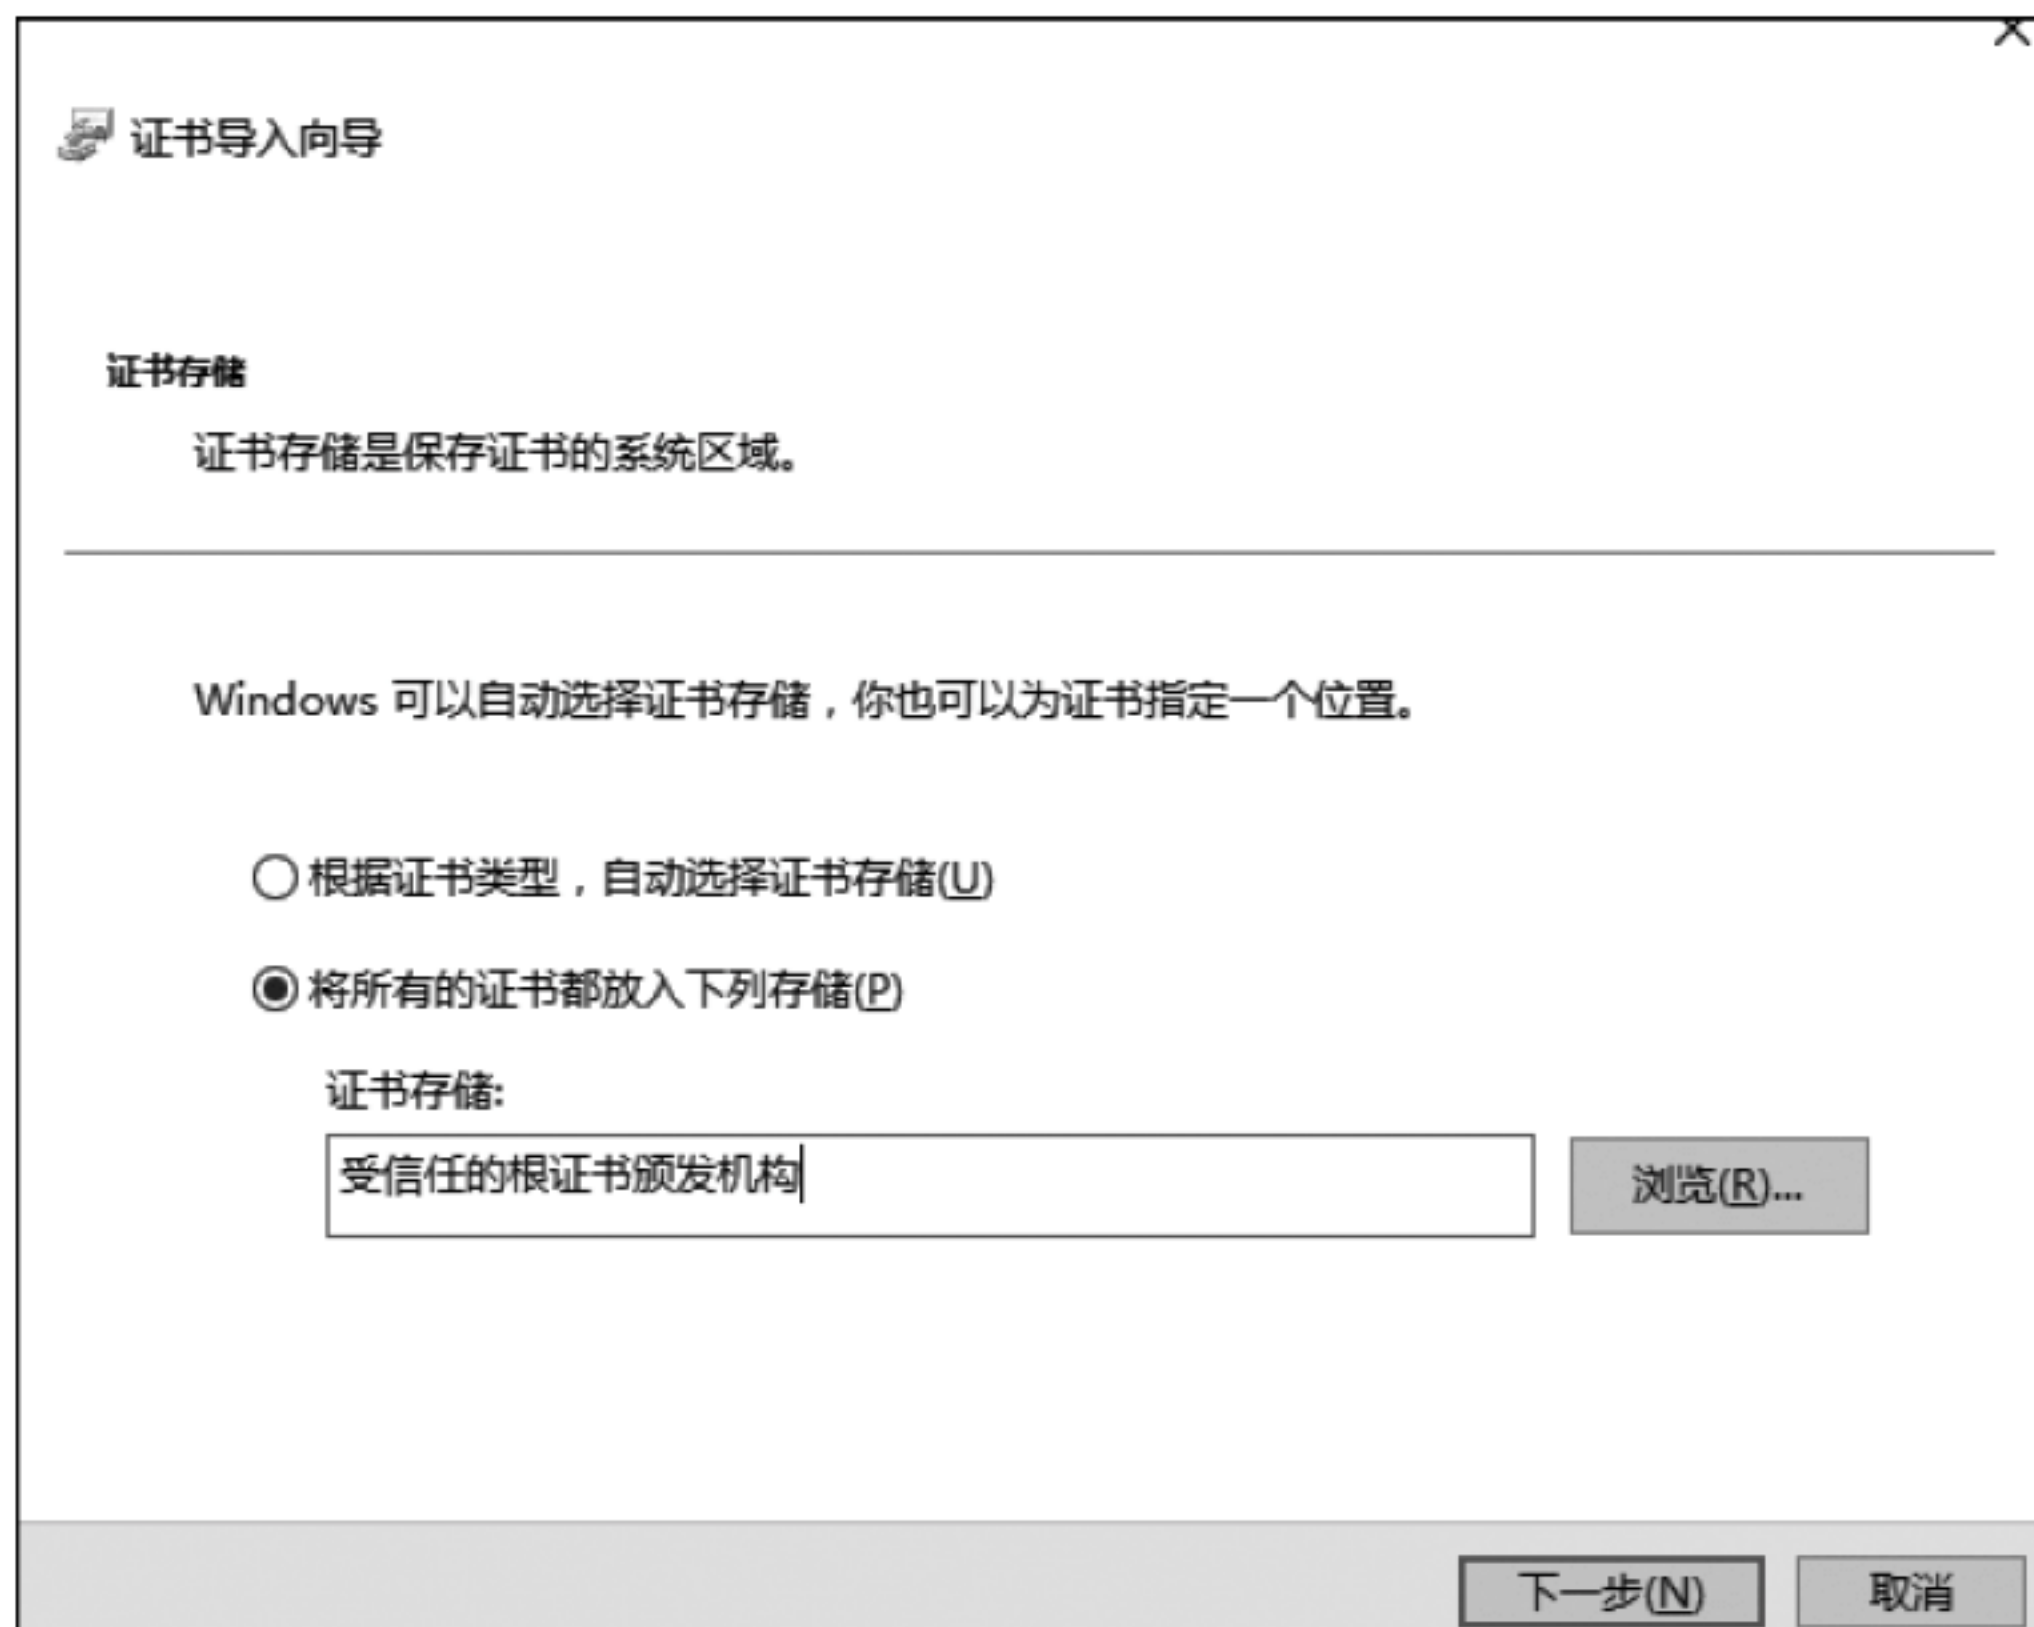 证书导入向导
证书存储
证书存储是保存证书的系统区域。
Windows 可以自动选择证书存储，你也可以为证书指定一个位置。
根据证书类型，自动选择证书存储(U)
将所有的证书都放入下列存储(P)
证书存储:
受信任的根证书颁发机构
浏览(R)...
下一步(N)
取消